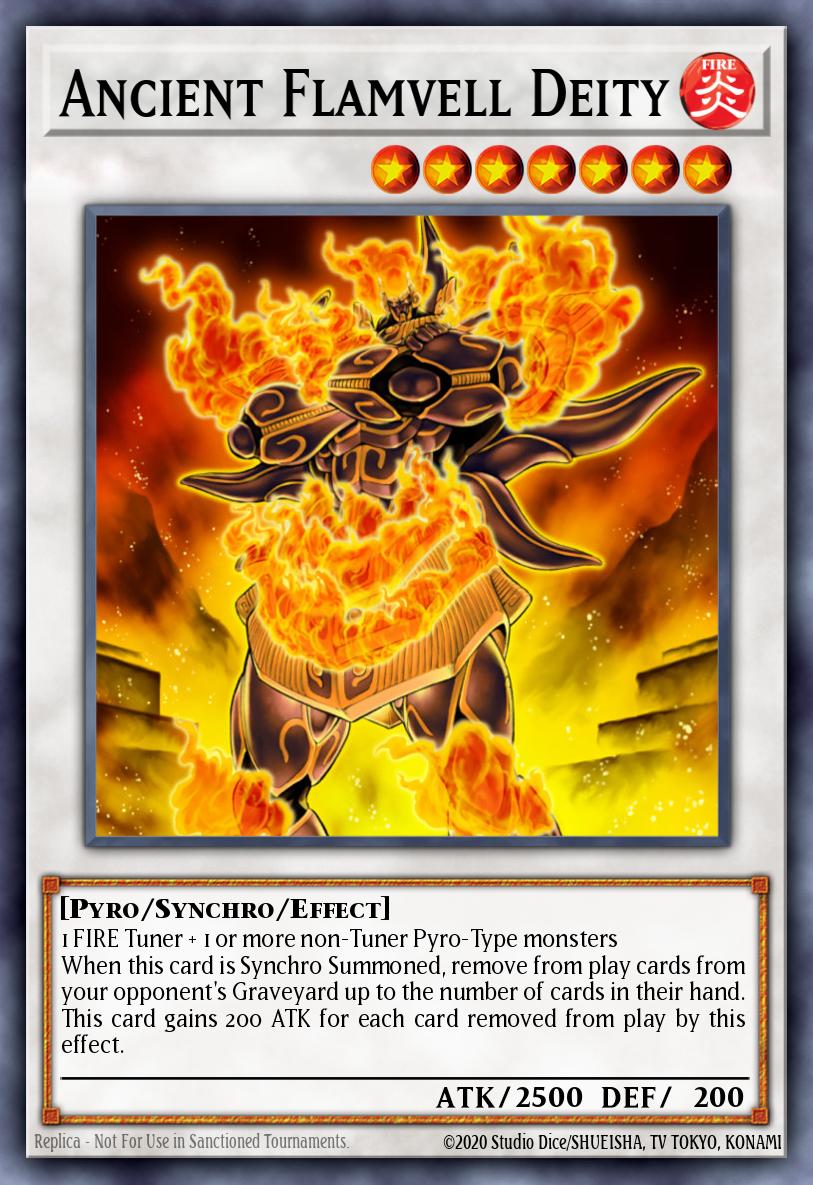 Ancient Flamvell Deity
FIRE
炎
[Pyro/Synchro/Effect]
1 FIRE Tuner + 1 or more non-Tuner Pyro-Type monsters
When this card is Synchro Summoned, remove from play cards from
your opponent's Graveyard up to the number of cards in their hand.
This card gains 200 ATK for each card removed from play by this
effect.
ATK/2500 DEF/ 200
Replica - Not For Use in Sanctioned Tournaments.
©2020 Studio Dice/SHUEISHA, TV TOKYO, KONAMI